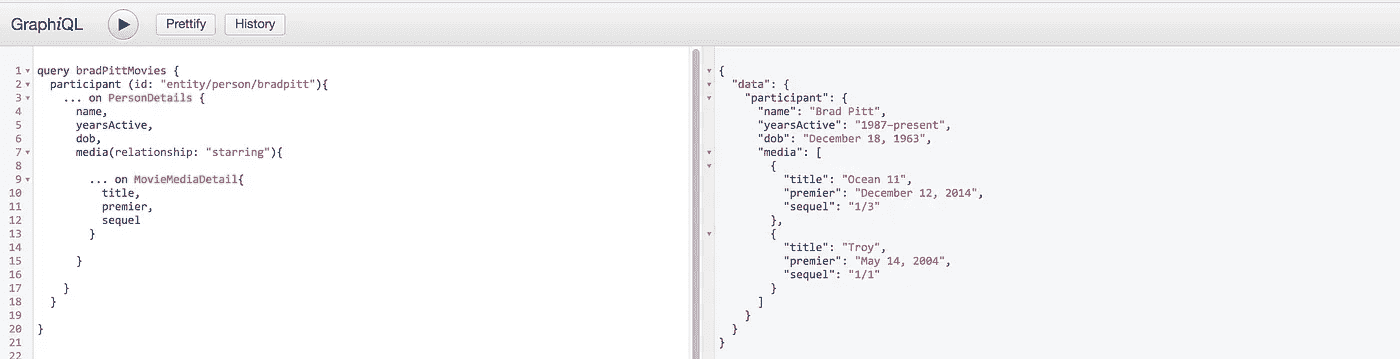 GraphiQL Prettify History
1 query bradPittMovies {
2   participant (id: "entity/person/bradpitt"){
3     ... on PersonDetails {
4       name,
5       yearsActive,
6       dob,
7       media(relationship: "starring"){
8
9         ... on MovieMediaDetail{
10           title,
11           premier,
12           sequel
13         }
14
15       }
16
17     }
18   }
19
20 }
21
22
{
  "data": {
    "participant": {
      "name": "Brad Pitt",
      "yearsActive": "1987–present",
      "dob": "December 18, 1963",
      "media": [
        {
          "title": "Ocean 11",
          "premier": "December 12, 2014",
          "sequel": "1/3"
        },
        {
          "title": "Troy",
          "premier": "May 14, 2004",
          "sequel": "1/1"
        }
      ]
    }
  }
}